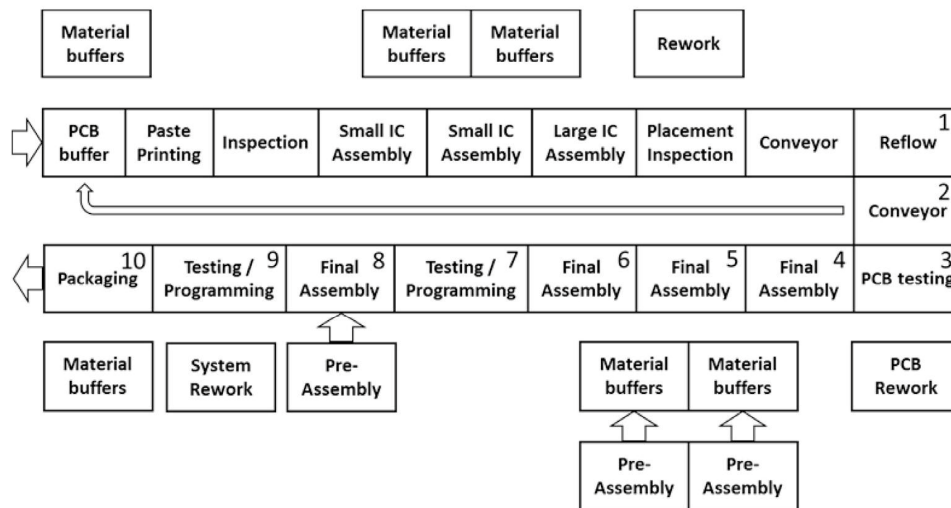 Material
buffers
Material
buffers
Material
buffers
Rework
PCB
buffer
Paste
Printing
Inspection
Small IC
Assembly
Small IC
Assembly
Large IC
Assembly
Placement
Inspection
Conveyor
1
Reflow
2
Conveyor
10
Packaging
9
Testing /
Programming
8
Final
Assembly
7
Testing /
Programming
6
Final
Assembly
5
Final
Assembly
4
Final
Assembly
3
PCB testing
Material
buffers
System
Rework
Pre-
Assembly
Material
buffers
Material
buffers
PCB
Rework
Pre-
Assembly
Pre-
Assembly